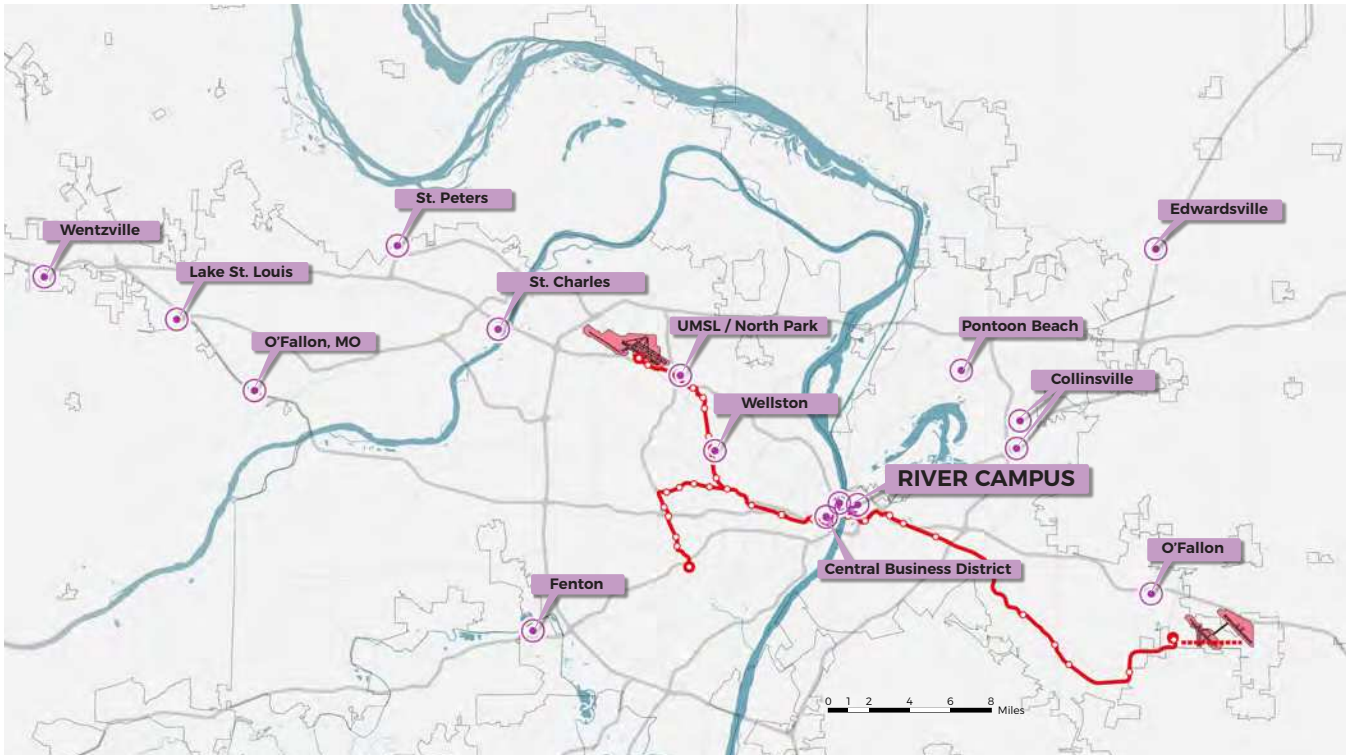 St. Peters
Edwardsville
Wentzville
Lake St. Louis
St. Charles
UMSL / North Park
Pontoon Beach
O'Fallon, MO
Collinsville
Wellston
RIVER CAMPUS
O'Fallon
Central Business District
Fenton
0 1 2 4 6 8 Miles